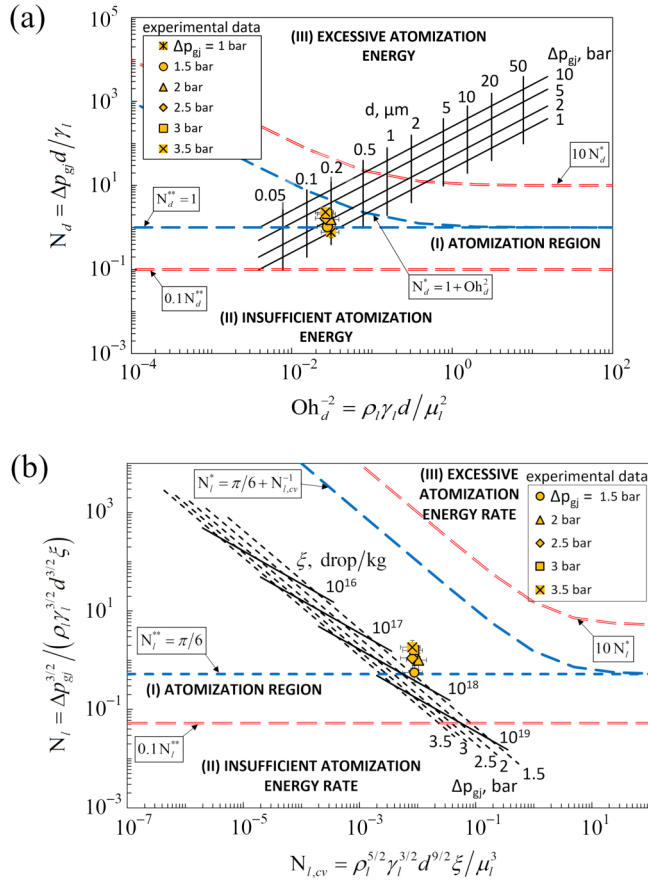 (a)
experimental data
Δp_gj = 1 bar
1.5 bar
2 bar
2.5 bar
3 bar
3.5 bar
(III) EXCESSIVE ATOMIZATION
ENERGY
Δp_gj, bar
50
20
10
5
2
1
0.5
0.2
0.1
0.05
d, µm
10
5
2
1
10 N_d^*
N_d^** = 1
(I) ATOMIZATION REGION
0.1 N_d^**
N_d^* = 1 + Oh_d^2
(II) INSUFFICIENT ATOMIZATION
ENERGY
N_d = Δp_gj d/γ_l
10^5
10^3
10^1
10^-1
10^-3
10^-4
10^-2
10^0
10^2
Oh_d^-2 = ρ_l γ_l d/μ_l^2
(b)
N_l^* = π/6 + N_l,cv^-1
(III) EXCESSIVE
ATOMIZATION
ENERGY RATE
experimental data
Δp_gj = 1.5 bar
2 bar
2.5 bar
3 bar
3.5 bar
ξ, drop/kg
10^16
10^17
10^18
10^19
10 N_l^*
N_l^** = π/6
(I) ATOMIZATION REGION
0.1 N_l^**
(II) INSUFFICIENT ATOMIZATION
ENERGY RATE
3.5
3
2.5
2
1.5
Δp_gj, bar
N_l = Δp_gj^3/2/(ρ_l γ_l^3/2 d^3/2 ξ)
10^3
10^1
10^-1
10^-3
10^-7
10^-5
10^-3
10^-1
10^1
N_l,cv = ρ_l^5/2 γ_l^3/2 d^9/2 ξ/μ_l^3